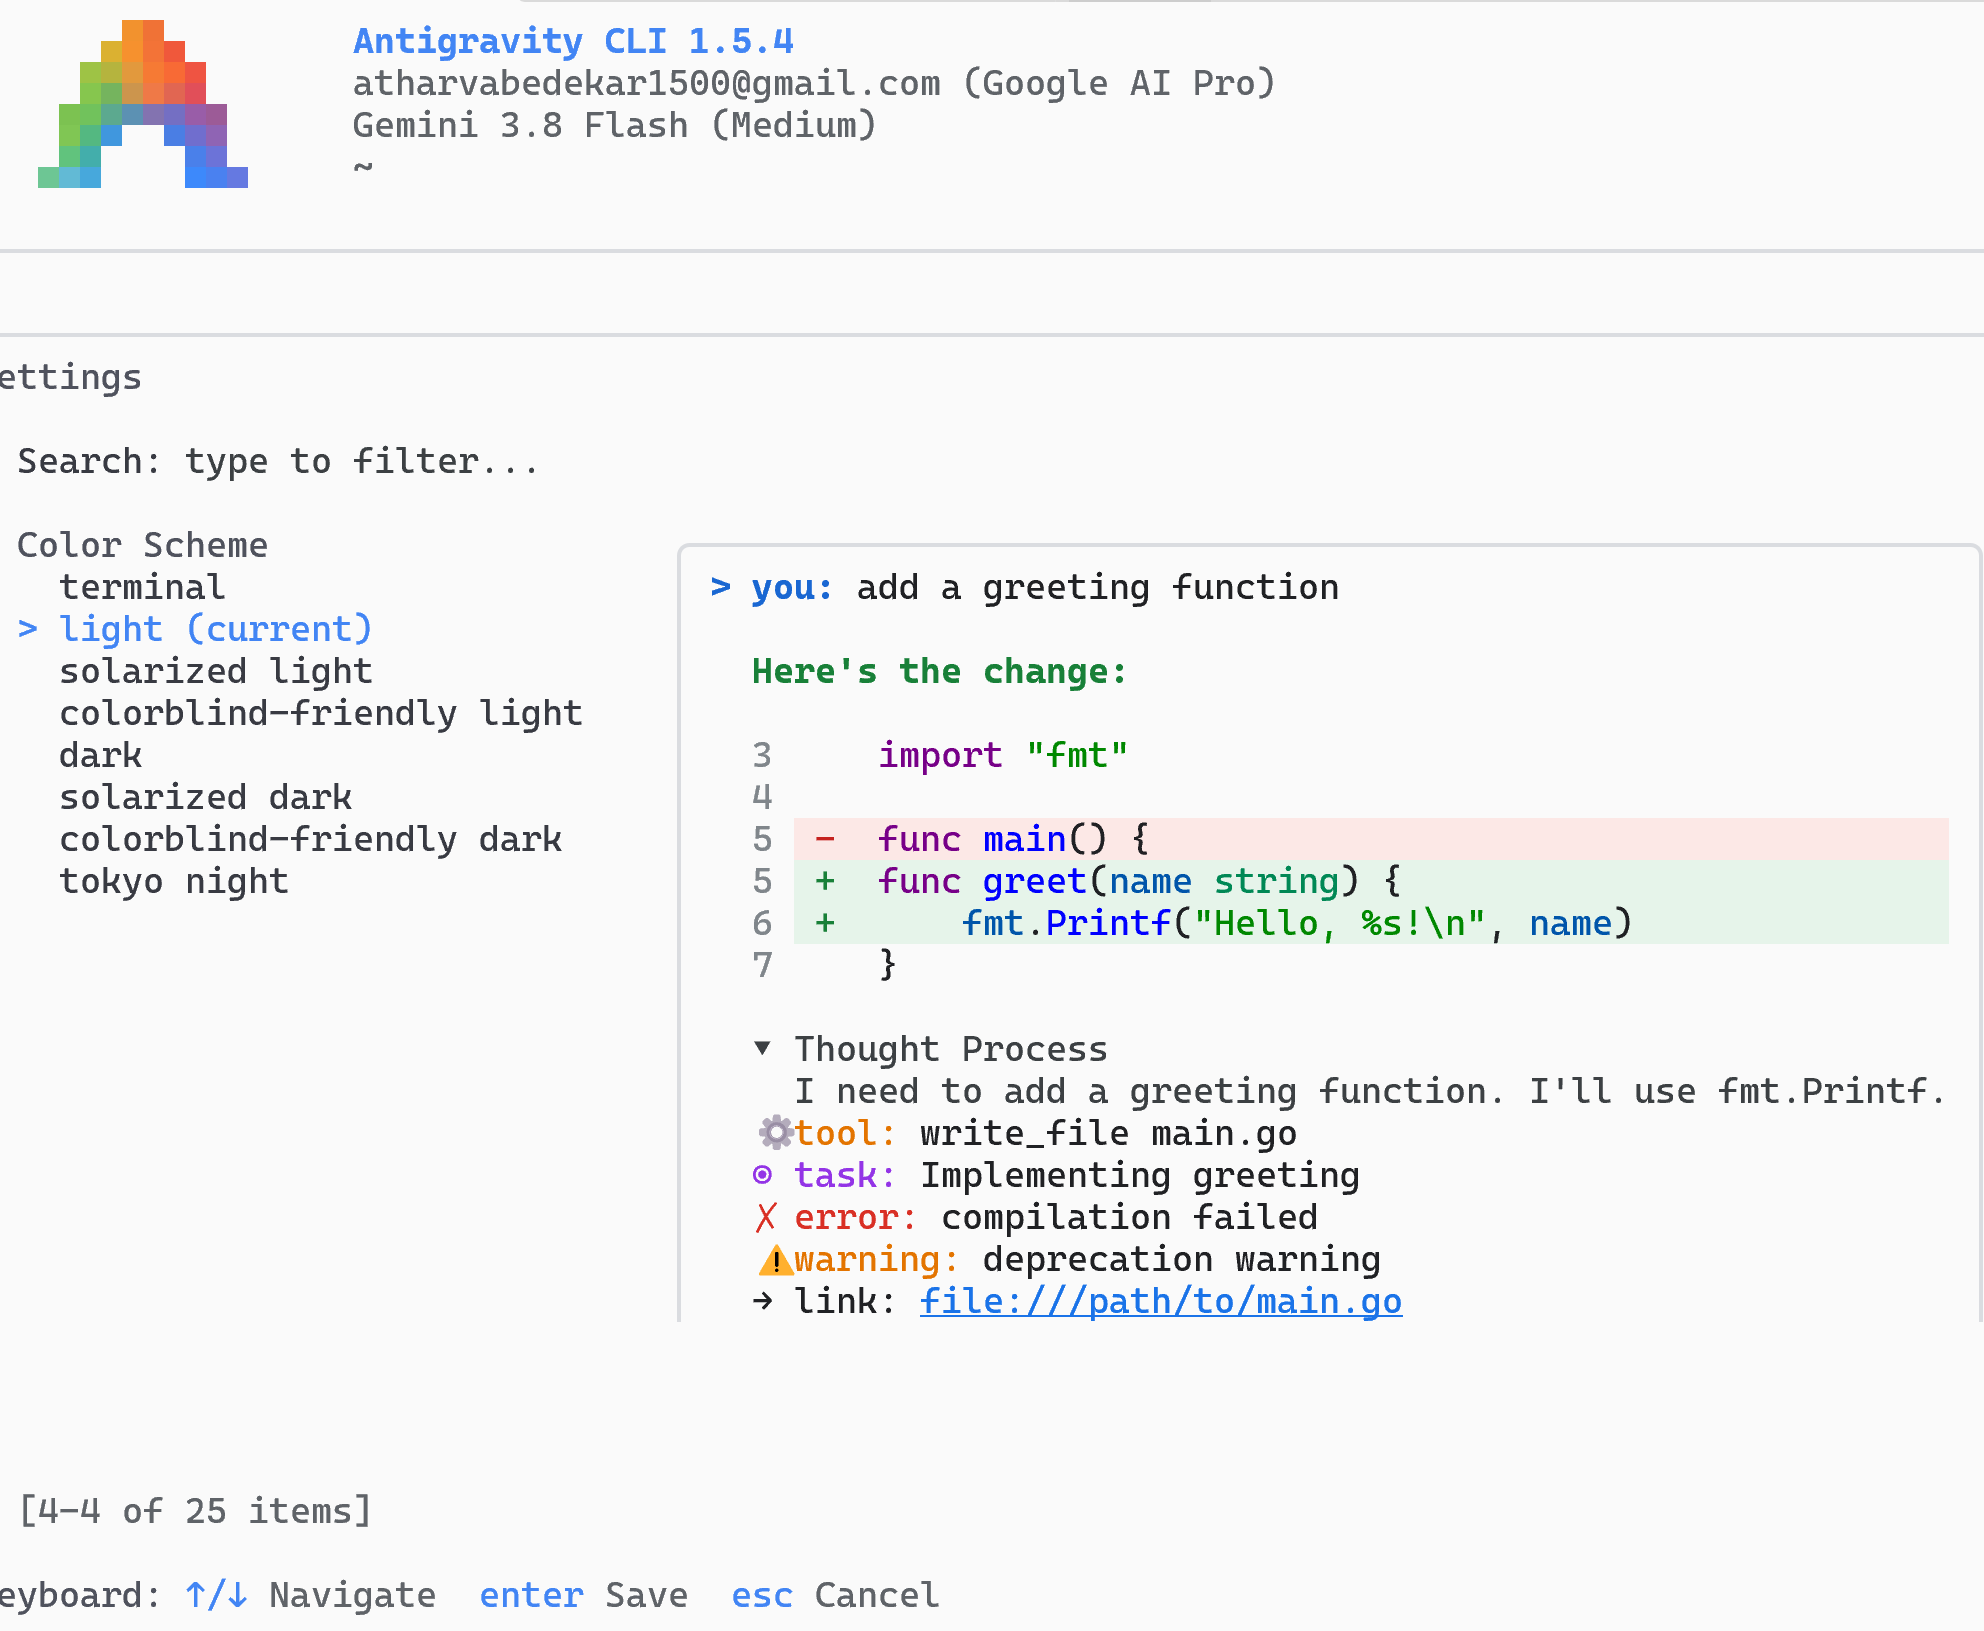 Antigravity CLI 1.5.4
atharvabedekar1500@gmail.com (Google AI Pro)
Gemini 3.8 Flash (Medium)
~
ettings
Search: type to filter...
Color Scheme
terminal
> light (current)
solarized light
colorblind-friendly light
dark
solarized dark
colorblind-friendly dark
tokyo night
> you: add a greeting function
Here's the change:
3 import "fmt"
4
5 - func main() {
5 + func greet(name string) {
6 + fmt.Printf("Hello, %s!\n", name)
7 }
▼ Thought Process
I need to add a greeting function. I'll use fmt.Printf.
⚙ tool: write_file main.go
◉ task: Implementing greeting
✗ error: compilation failed
⚠ warning: deprecation warning
→ link: file:///path/to/main.go
[4-4 of 25 items]
eyboard: ↑/↓ Navigate enter Save esc Cancel